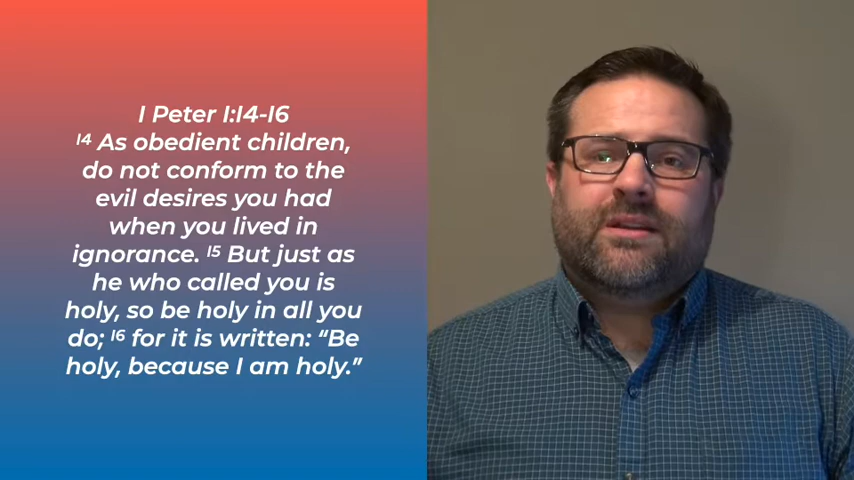 I Peter 1:14-16
14 As obedient children,
do not conform to the
evil desires you had
when you lived in
ignorance. 15 But just as
he who called you is
holy, so be holy in all you
do; 16 for it is written: “Be
holy, because I am holy.”